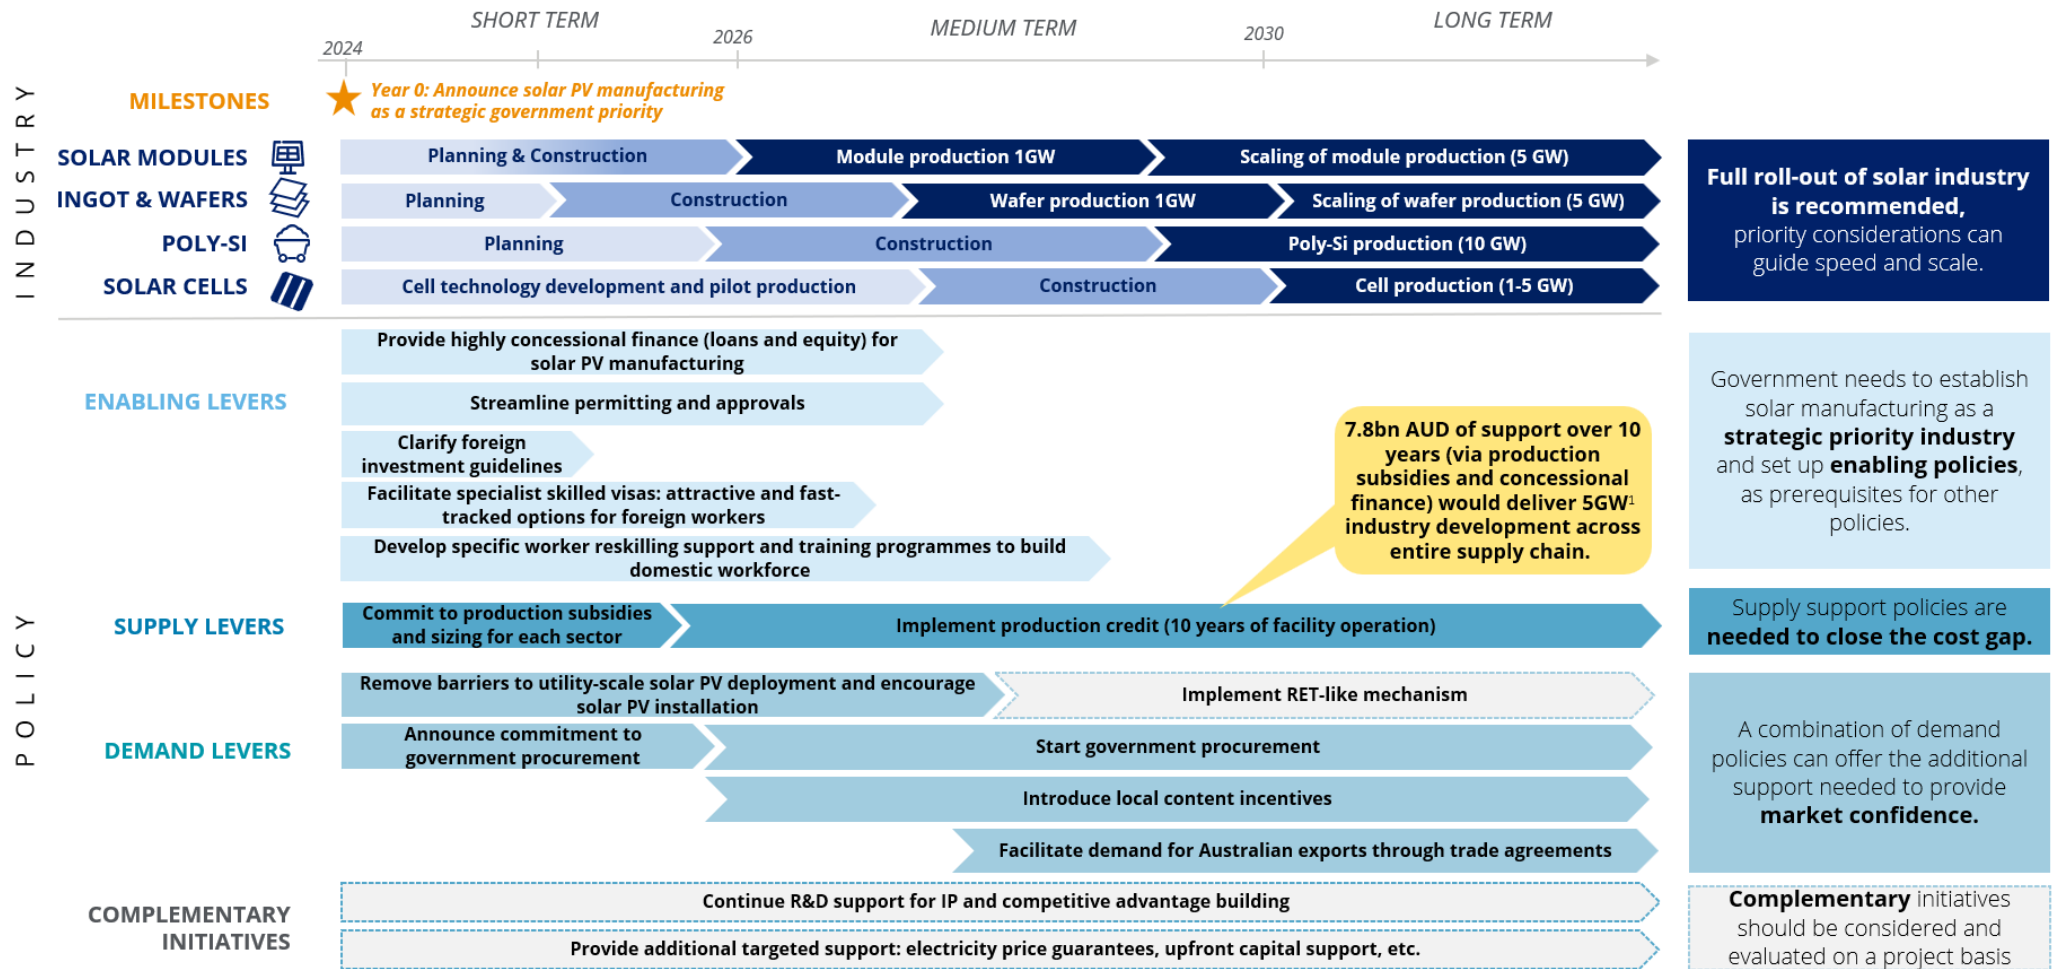 SHORT TERM
MEDIUM TERM
LONG TERM
2024
2026
2030
INDUSTRY
MILESTONES
Year 0: Announce solar PV manufacturing
as a strategic government priority
SOLAR MODULES
Planning & Construction
Module production 1GW
Scaling of module production (5 GW)
INGOT & WAFERS
Planning
Construction
Wafer production 1GW
Scaling of wafer production (5 GW)
POLY-SI
Planning
Construction
Poly-Si production (10 GW)
SOLAR CELLS
Cell technology development and pilot production
Construction
Cell production (1-5 GW)
Full roll-out of solar industry
is recommended,
priority considerations can
guide speed and scale.
POLICY
ENABLING LEVERS
Provide highly concessional finance (loans and equity) for
solar PV manufacturing
Streamline permitting and approvals
Clarify foreign
investment guidelines
Facilitate specialist skilled visas: attractive and fast-
tracked options for foreign workers
Develop specific worker reskilling support and training programmes to build
domestic workforce
7.8bn AUD of support over 10
years (via production
subsidies and concessional
finance) would deliver 5GW¹
industry development across
entire supply chain.
Government needs to establish
solar manufacturing as a
strategic priority industry
and set up enabling policies,
as prerequisites for other
policies.
SUPPLY LEVERS
Commit to production subsidies
and sizing for each sector
Implement production credit (10 years of facility operation)
Supply support policies are
needed to close the cost gap.
DEMAND LEVERS
Remove barriers to utility-scale solar PV deployment and encourage
solar PV installation
Implement RET-like mechanism
Announce commitment to
government procurement
Start government procurement
Introduce local content incentives
Facilitate demand for Australian exports through trade agreements
A combination of demand
policies can offer the additional
support needed to provide
market confidence.
COMPLEMENTARY
INITIATIVES
Continue R&D support for IP and competitive advantage building
Provide additional targeted support: electricity price guarantees, upfront capital support, etc.
Complementary initiatives
should be considered and
evaluated on a project basis